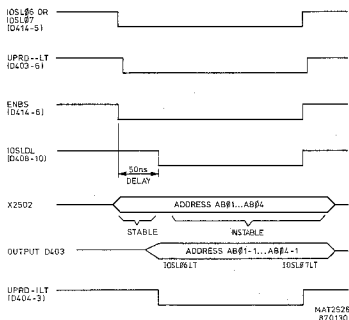 IOSLØ6 OR
IOSLØ7
(D414-5)
UPRD--LT
(D403-6)
ENBS
(D414-6)
IOSLDL
(D408-10)
50ns
DELAY
X2502
ADDRESS ABØ1...ABØ4
STABLE
INSTABLE
OUTPUT D403
ADDRESS ABØ1-1...ABØ4-1
IOSLØ6LT
IOSLØ7LT
UPRD-ILT
(D404-3)
MAT2526
870130